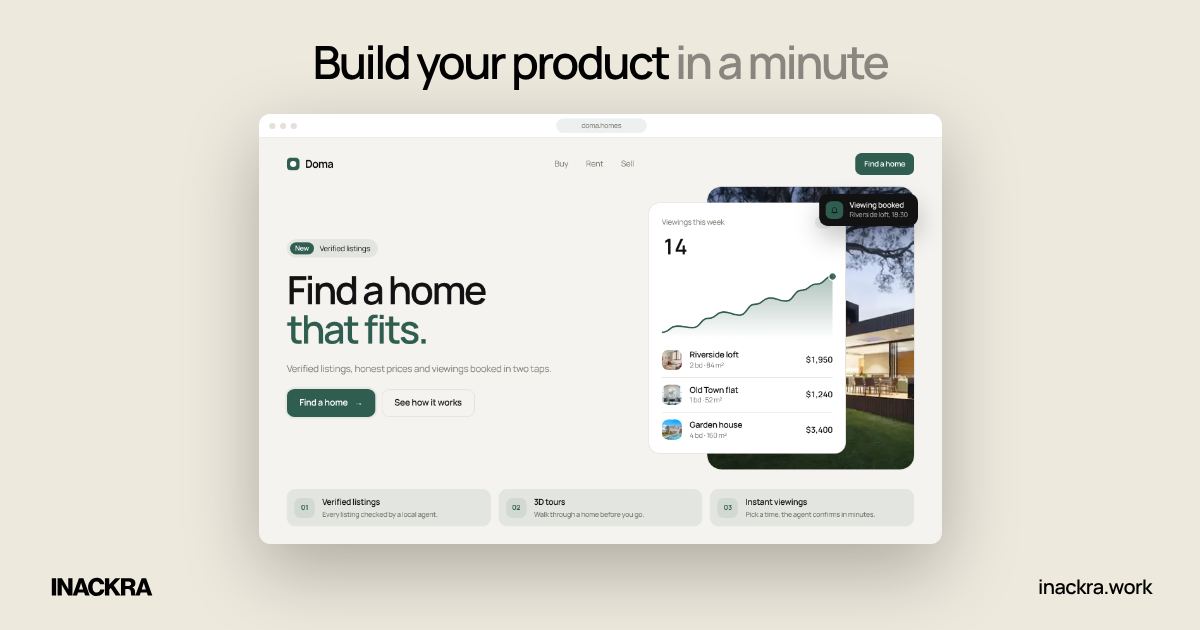 Build your product in a minute
doma.homes
Doma
Buy
Rent
Sell
Find a home
Viewing booked
Riverside loft, 18:30
Viewings this week
14
New
Verified listings
Find a home
that fits.
Verified listings, honest prices and viewings booked in two taps.
Find a home →
See how it works
Riverside loft
2 bd · 84 m²
$1,950
Old Town flat
1 bd · 52 m²
$1,240
Garden house
4 bd · 160 m²
$3,400
01
Verified listings
Every listing checked by a local agent.
02
3D tours
Walk through a home before you go.
03
Instant viewings
Pick a time, the agent confirms in minutes.
INACKRA
inackra.work